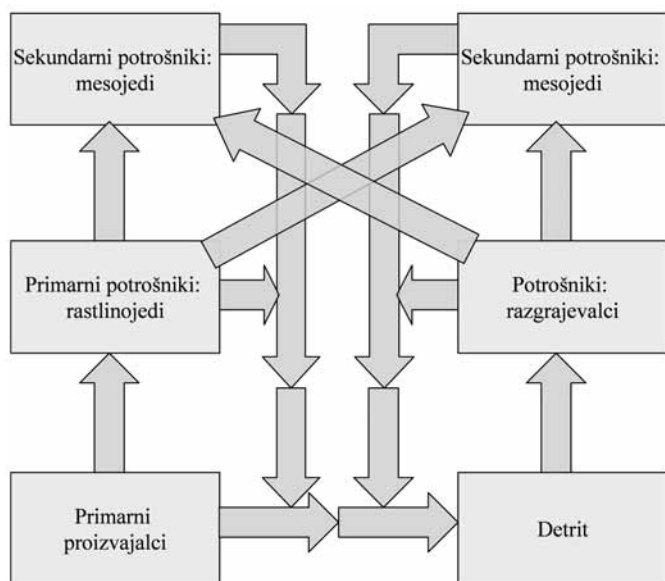 Sekundarni potrošniki:
mesojedi
Sekundarni potrošniki:
mesojedi
Primarni potrošniki:
rastlinojedi
Potrošniki:
razgrajevalci
Primarni
proizvajalci
Detrit